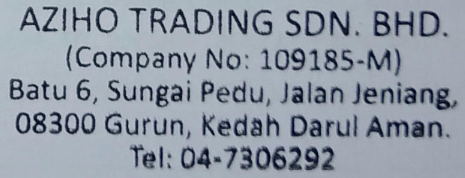 AZIHO TRADING SDN. BHD.
(Company No: 109185-M)
Batu 6, Sungai Pedu, Jalan Jeniang,
08300 Gurun, Kedah Darul Aman.
Tel: 04-7306292